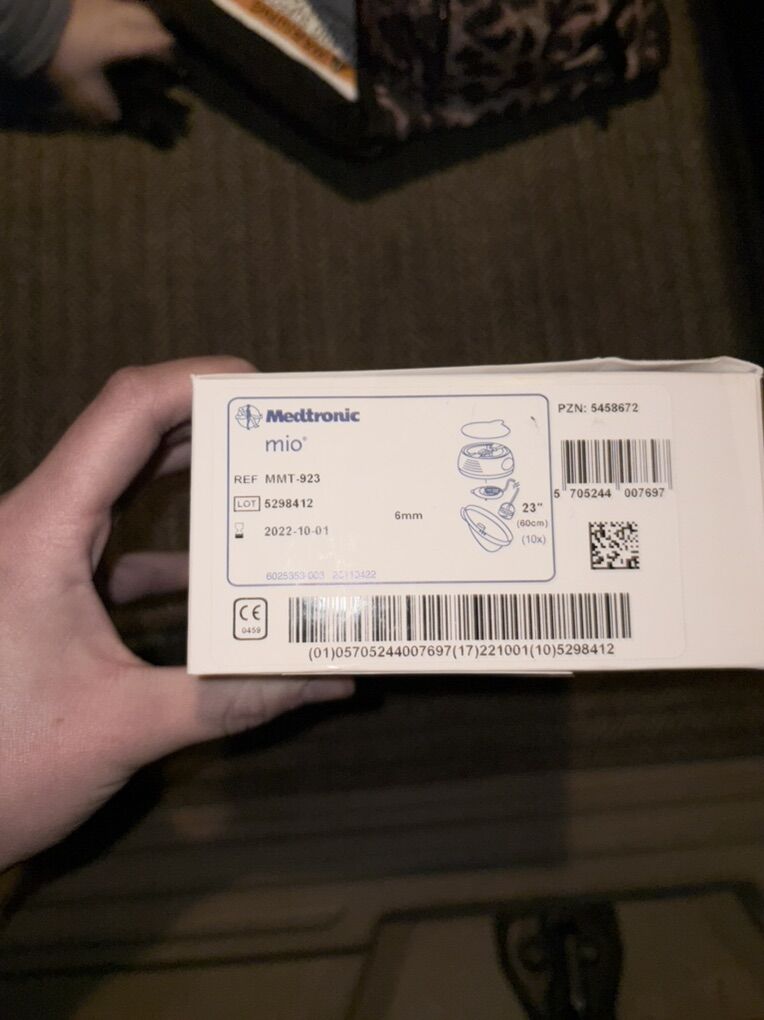 Medtronic
mio®
REF MMT-923
LOT 5298412
2022-10-01
6mm
23"
(60cm)
(10x)
6025353-003
PZN: 5458672
5 705244 007697
CE
0459
(01)05705244007697(17)221001(10)5298412